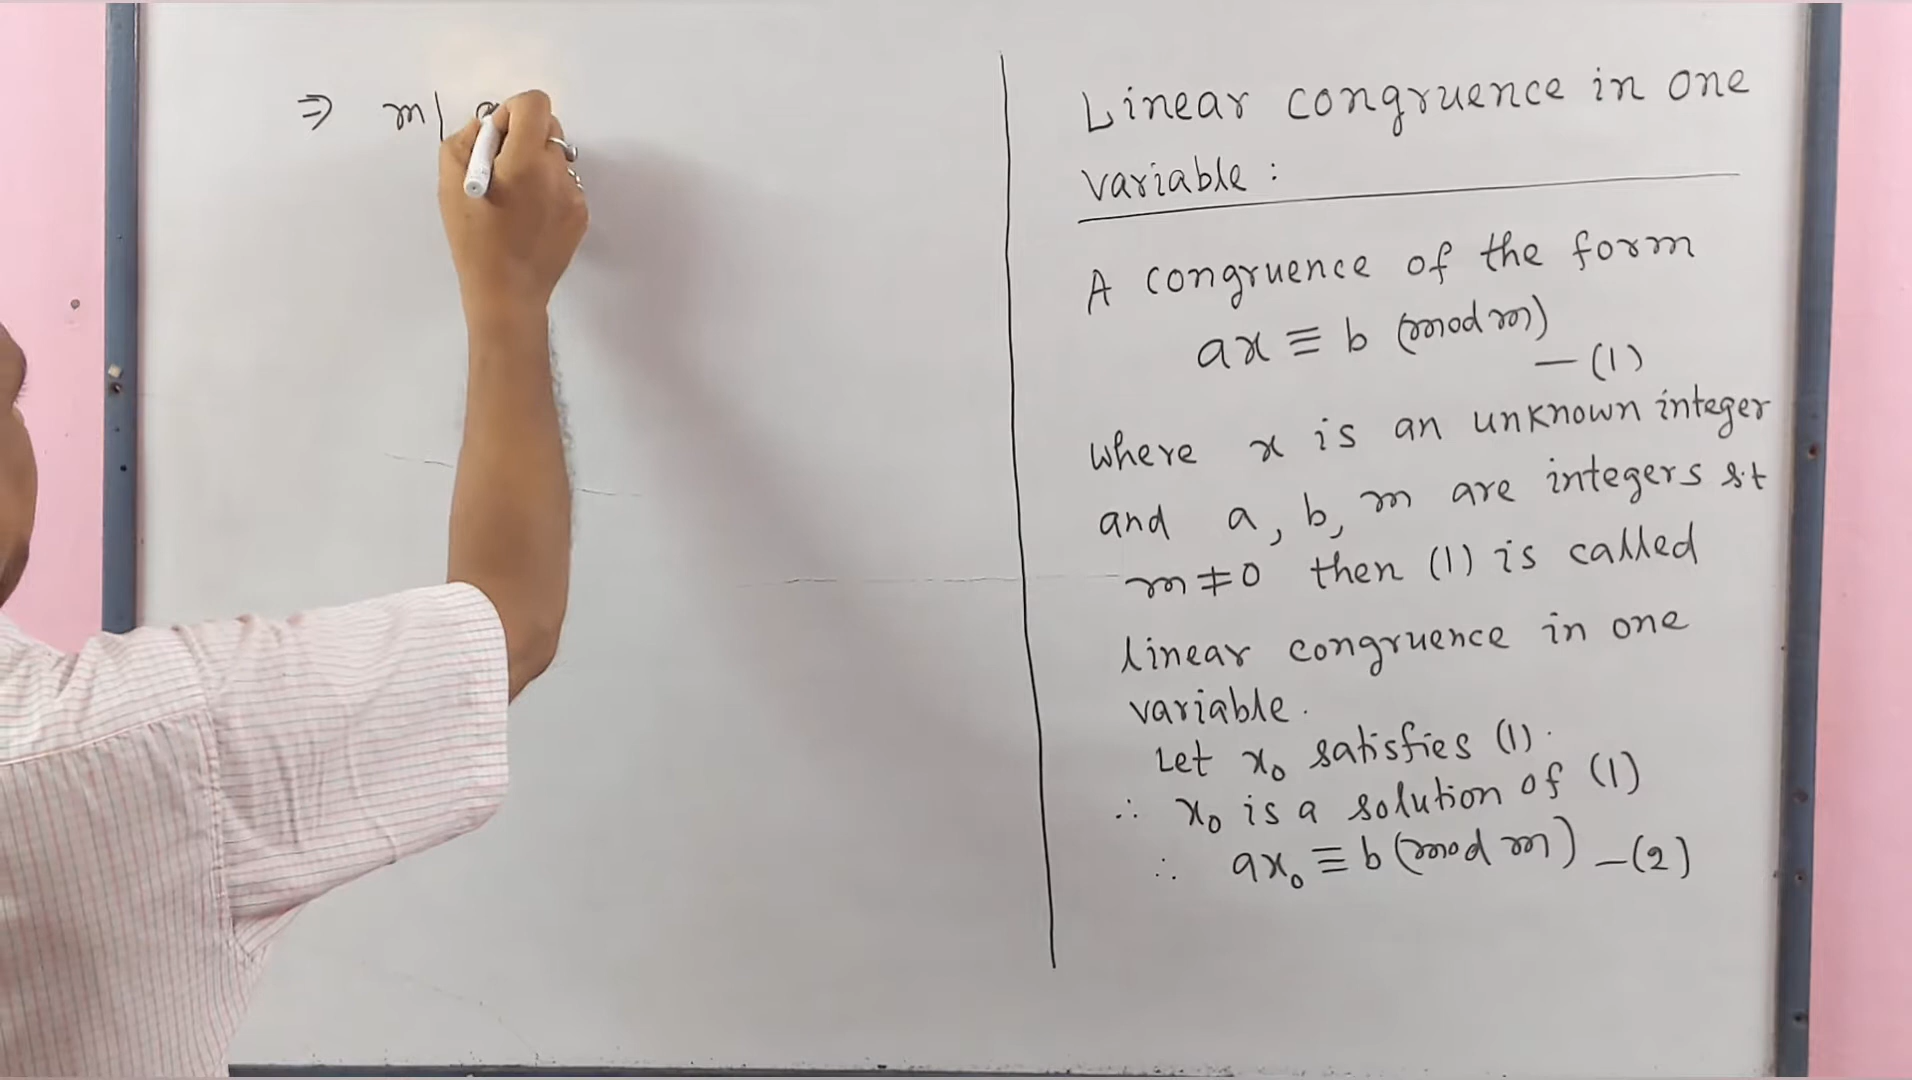 ⇒ m|
Linear congruence in one
variable :
A congruence of the form
ax ≡ b (mod m)
— (1)
where x is an unknown integer
and a, b, m are integers s.t
m ≠ 0 then (1) is called
linear congruence in one
variable.
Let x₀ satisfies (1).
∴ x₀ is a solution of (1)
∴ ax₀ ≡ b (mod m) — (2)